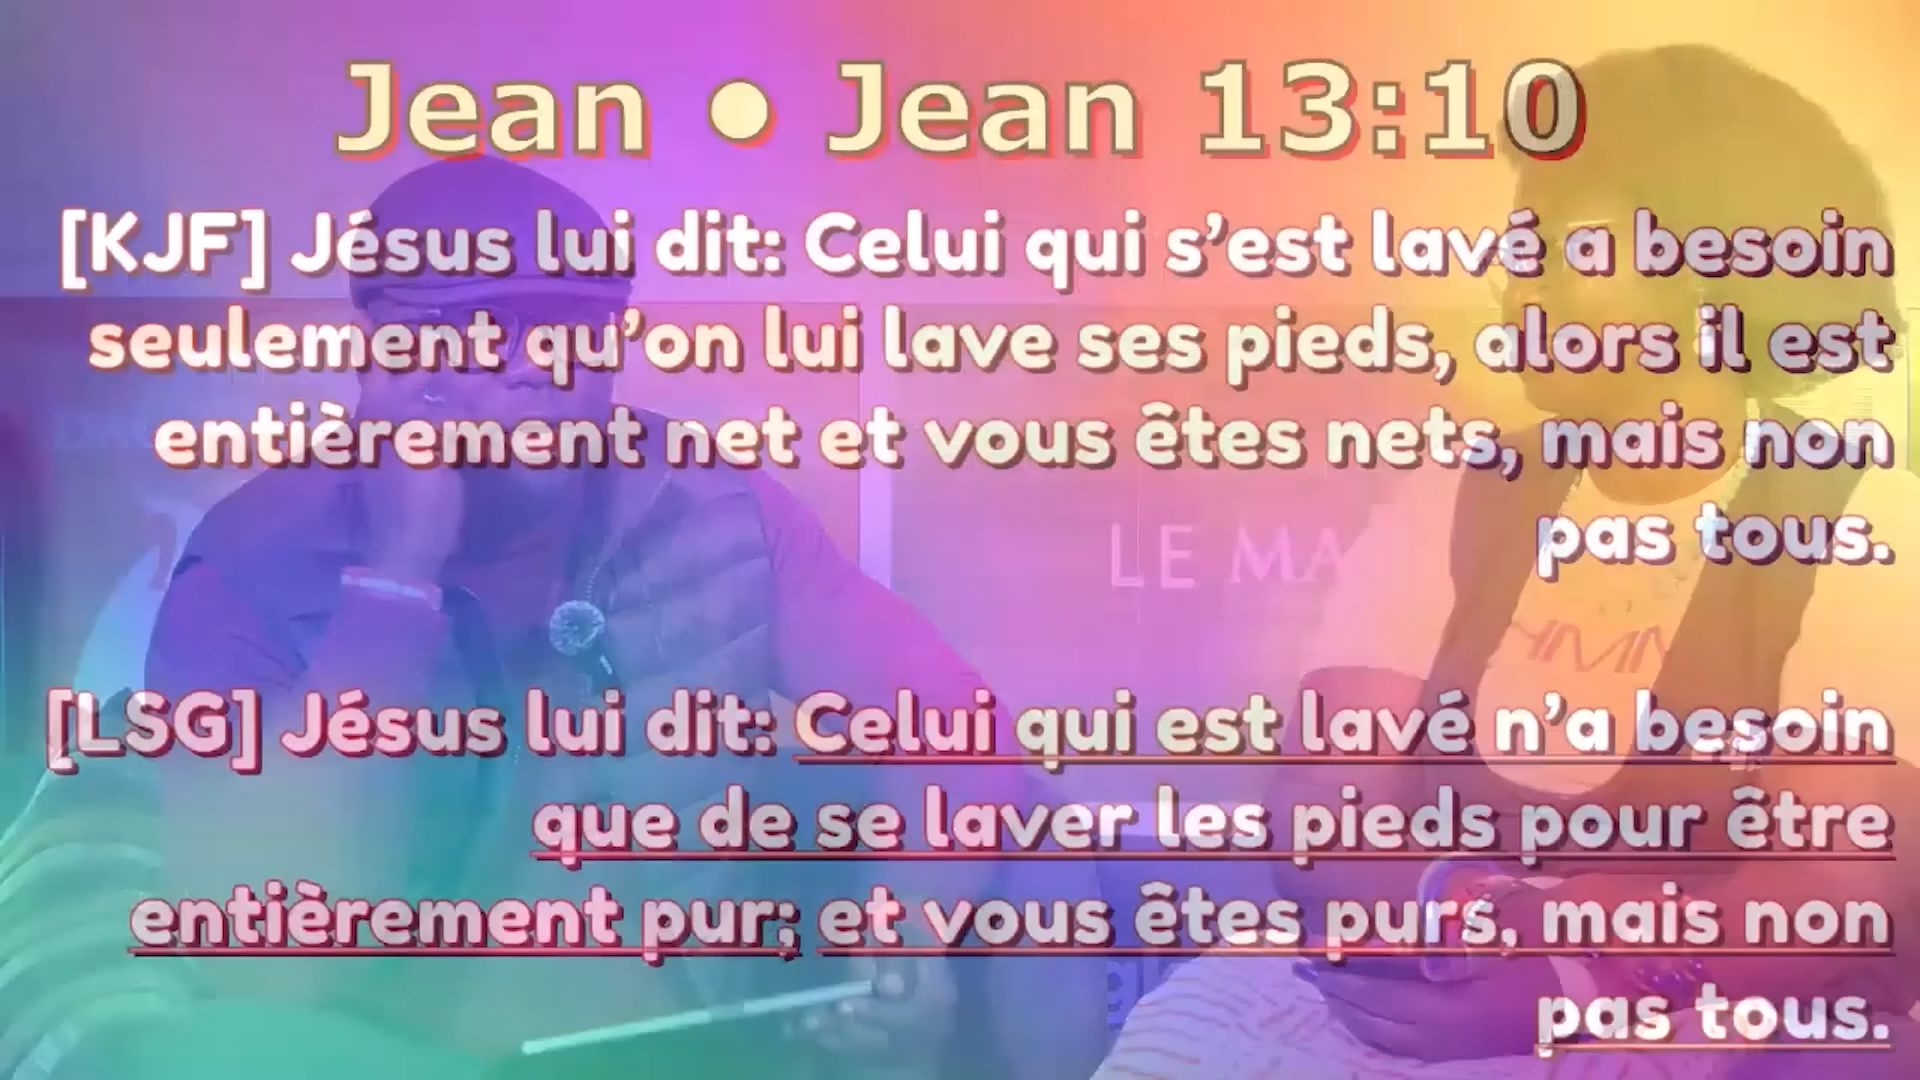 Jean • Jean 13:10
[KJF] Jésus lui dit: Celui qui s’est lavé a besoin
seulement qu’on lui lave ses pieds, alors il est
entièrement net et vous êtes nets, mais non
pas tous.
LE MA
[LSG] Jésus lui dit: Celui qui est lavé n’a besoin
que de se laver les pieds pour être
entièrement pur; et vous êtes purs, mais non
pas tous.